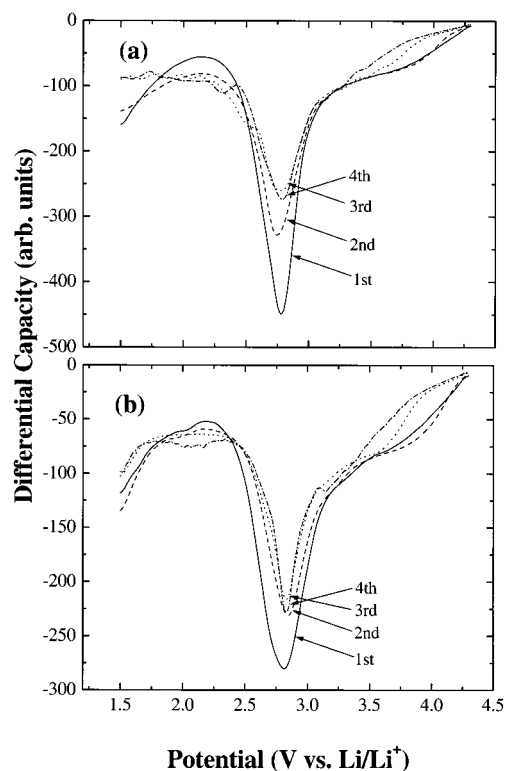 0
(a)
-100
-200
4th
3rd
-300
2nd
1st
-400
-500
0
(b)
-50
-100
-150
-200
4th
3rd
2nd
-250
1st
-300
1.5 2.0 2.5 3.0 3.5 4.0 4.5
Differential Capacity (arb. units)
Potential (V vs. Li/Li⁺)